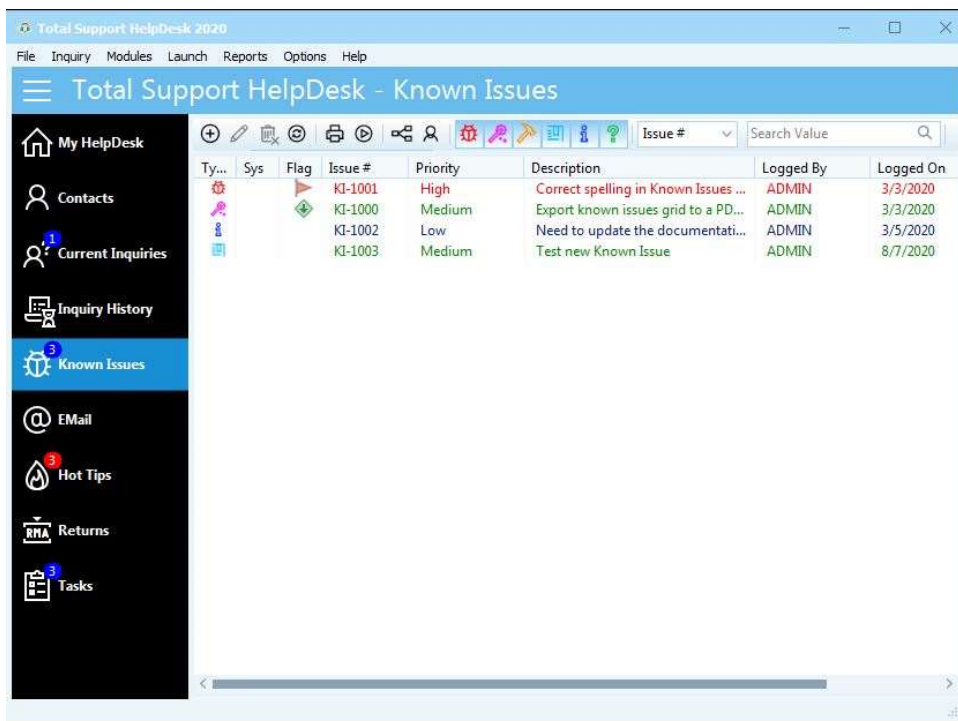 Total Support HelpDesk 2020
File Inquiry Modules Launch Reports Options Help
Total Support HelpDesk - Known Issues
My HelpDesk
Contacts
1
Current Inquiries
Inquiry History
3
Known Issues
@ EMail
3
Hot Tips
RMA Returns
3
Tasks
Issue # Search Value
Ty... Sys Flag Issue # Priority Description Logged By Logged On
KI-1001 High Correct spelling in Known Issues ... ADMIN 3/3/2020
KI-1000 Medium Export known issues grid to a PD... ADMIN 3/3/2020
KI-1002 Low Need to update the documentati... ADMIN 3/5/2020
KI-1003 Medium Test new Known Issue ADMIN 8/7/2020